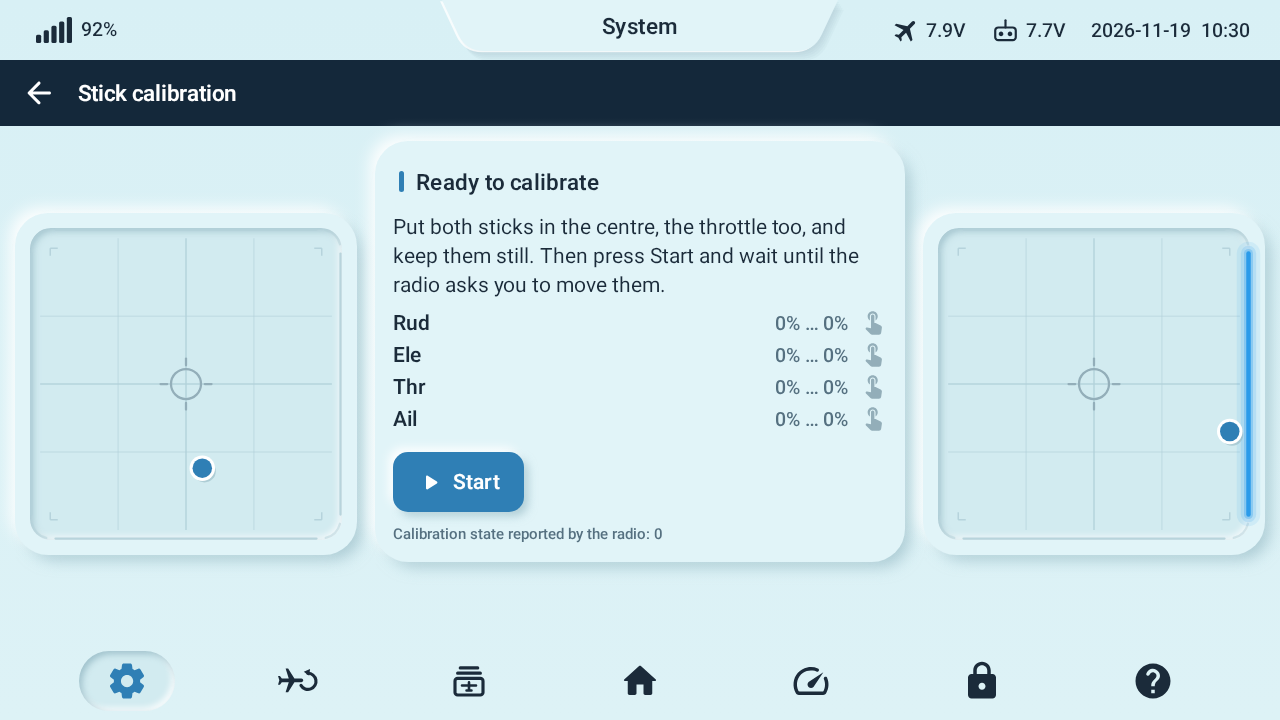 92%
System
7.9V
7.7V
2026-11-19 10:30
Stick calibration
Ready to calibrate
Put both sticks in the centre, the throttle too, and
keep them still. Then press Start and wait until the
radio asks you to move them.
Rud 0% ... 0%
Ele 0% ... 0%
Thr 0% ... 0%
Ail 0% ... 0%
Start
Calibration state reported by the radio: 0